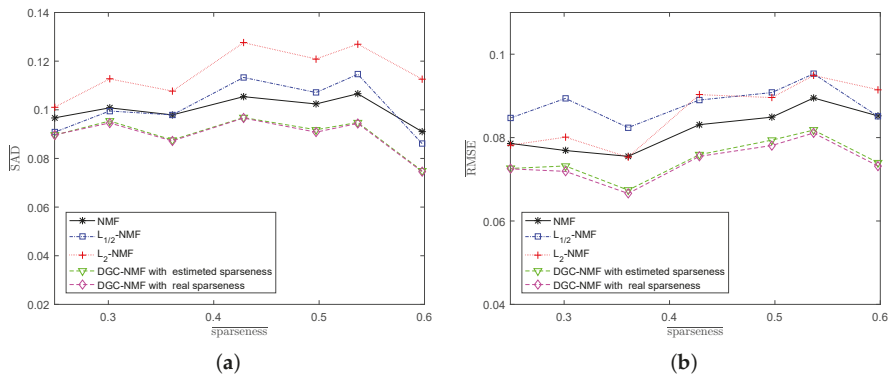 0.14
0.12
0.1
0.08
0.06
0.04
0.02
SAD
NMF
L1/2-NMF
L2-NMF
DGC-NMF with estimeted sparseness
DGC-NMF with real sparseness
0.3
0.4
0.5
0.6
sparseness
(a)
0.1
0.08
0.06
0.04
RMSE
NMF
L1/2-NMF
L2-NMF
DGC-NMF with estimeted sparseness
DGC-NMF with real sparseness
0.3
0.4
0.5
0.6
sparseness
(b)